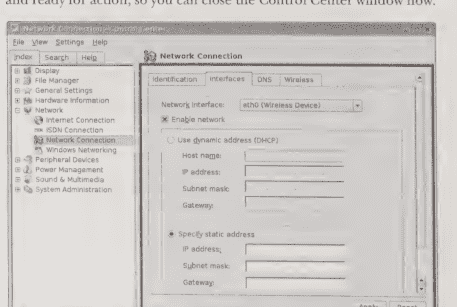 and ready for action, so you can close the Control Center window now.
Network Connection - Control Center
File View Settings Help
Index Search Help
Display
File Manager
General Settings
Hardware Information
Network
Internet Connection
ISDN Connection
Network Connection
Windows Networking
Peripheral Devices
Power Management
Sound & Multimedia
System Administration
Network Connection
Identification Interfaces DNS Wireless
Network Interface: eth0 (Wireless Device)
Enable network
Use dynamic address (DHCP)
Host name:
IP address:
Subnet mask:
Gateway:
Specify static address
IP address:
Subnet mask:
Gateway:
Apply Reset